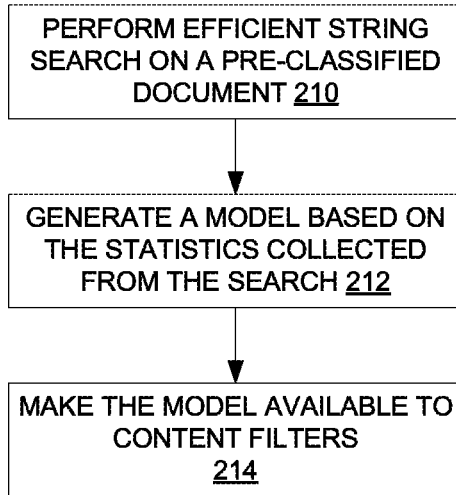 PERFORM EFFICIENT STRING
SEARCH ON A PRE-CLASSIFIED
DOCUMENT 210
GENERATE A MODEL BASED ON
THE STATISTICS COLLECTED
FROM THE SEARCH 212
MAKE THE MODEL AVAILABLE TO
CONTENT FILTERS
214